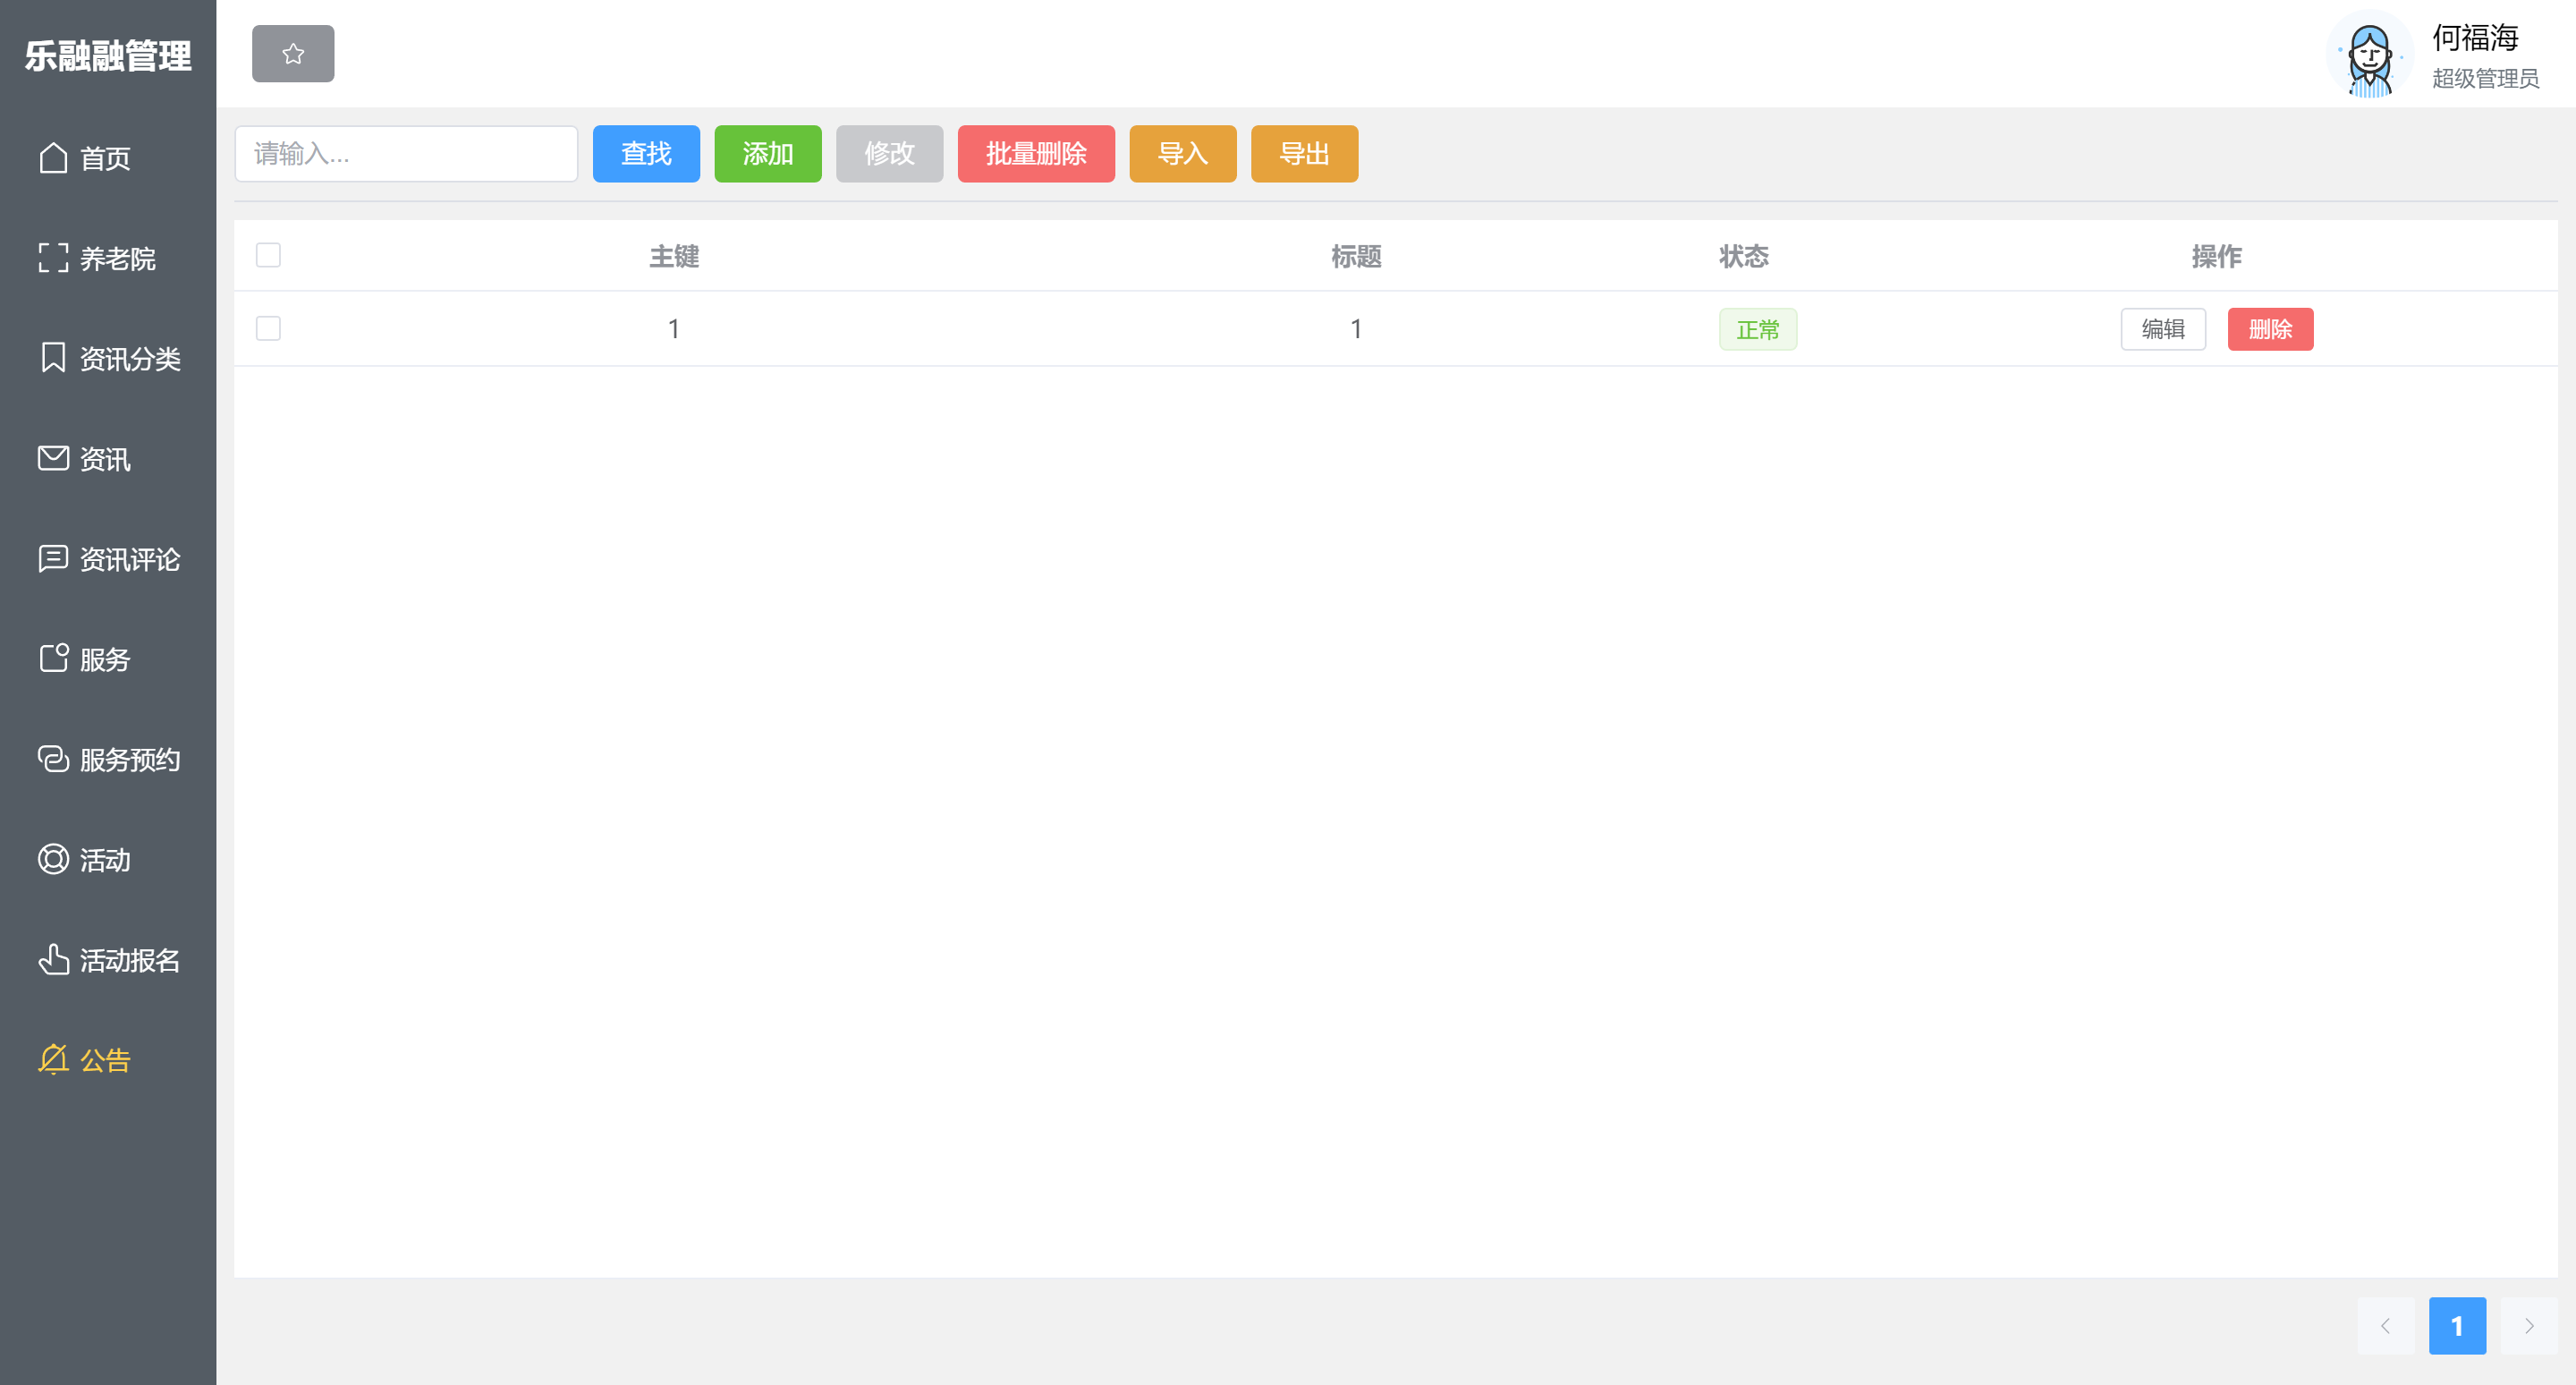 乐融融管理
首页
养老院
资讯分类
资讯
资讯评论
服务
服务预约
活动
活动报名
公告
何福海
超级管理员
请输入... 查找 添加 修改 批量删除 导入 导出
主键 标题 状态 操作
1 1 正常 编辑 删除
1